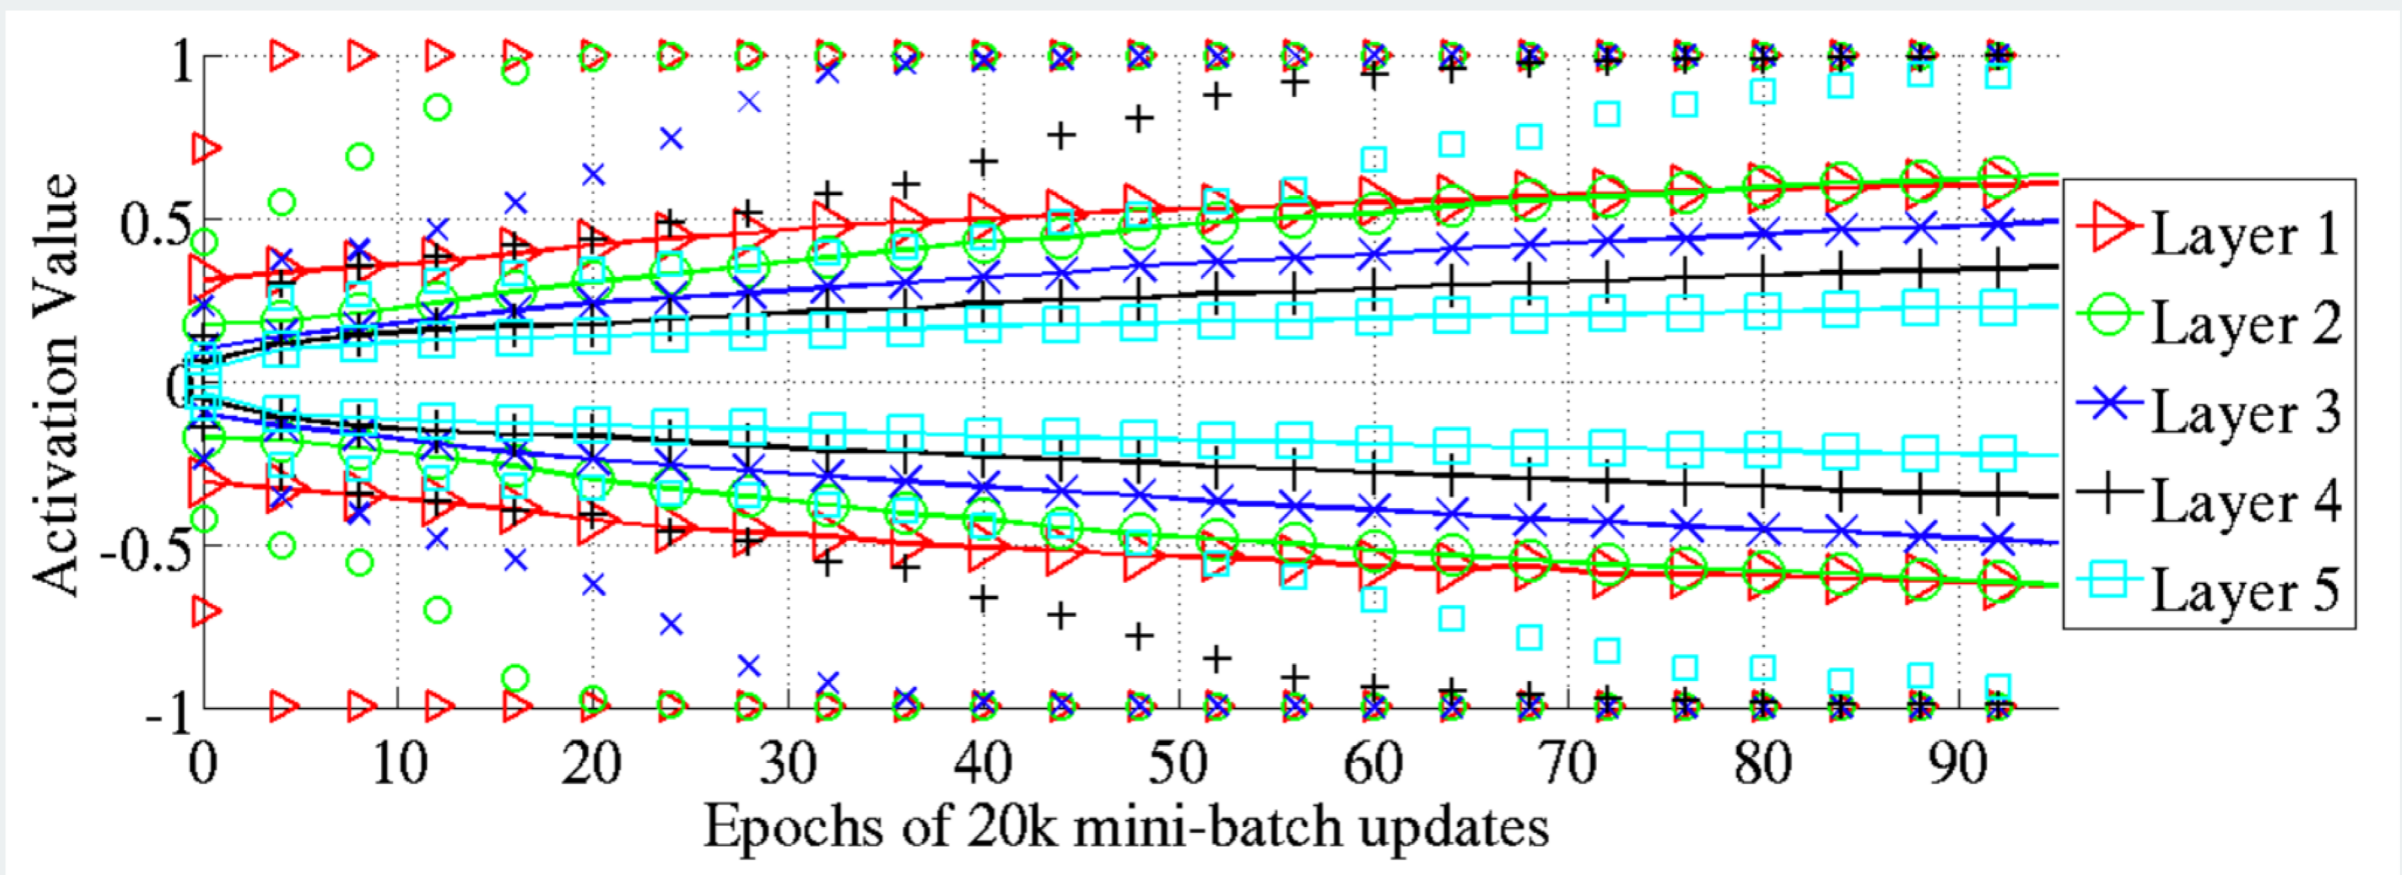 Activation Value
1
0.5
0
-0.5
-1
0 10 20 30 40 50 60 70 80 90
Epochs of 20k mini-batch updates
Layer 1
Layer 2
Layer 3
Layer 4
Layer 5